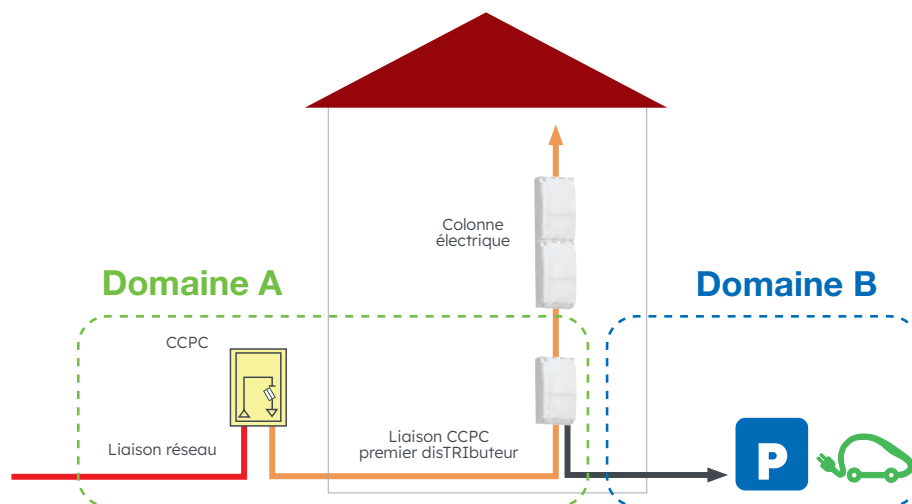 Colonne
électrique
Domaine A
Domaine B
CCPC
Liaison réseau
Liaison CCPC
premier disTRIbuteur
P